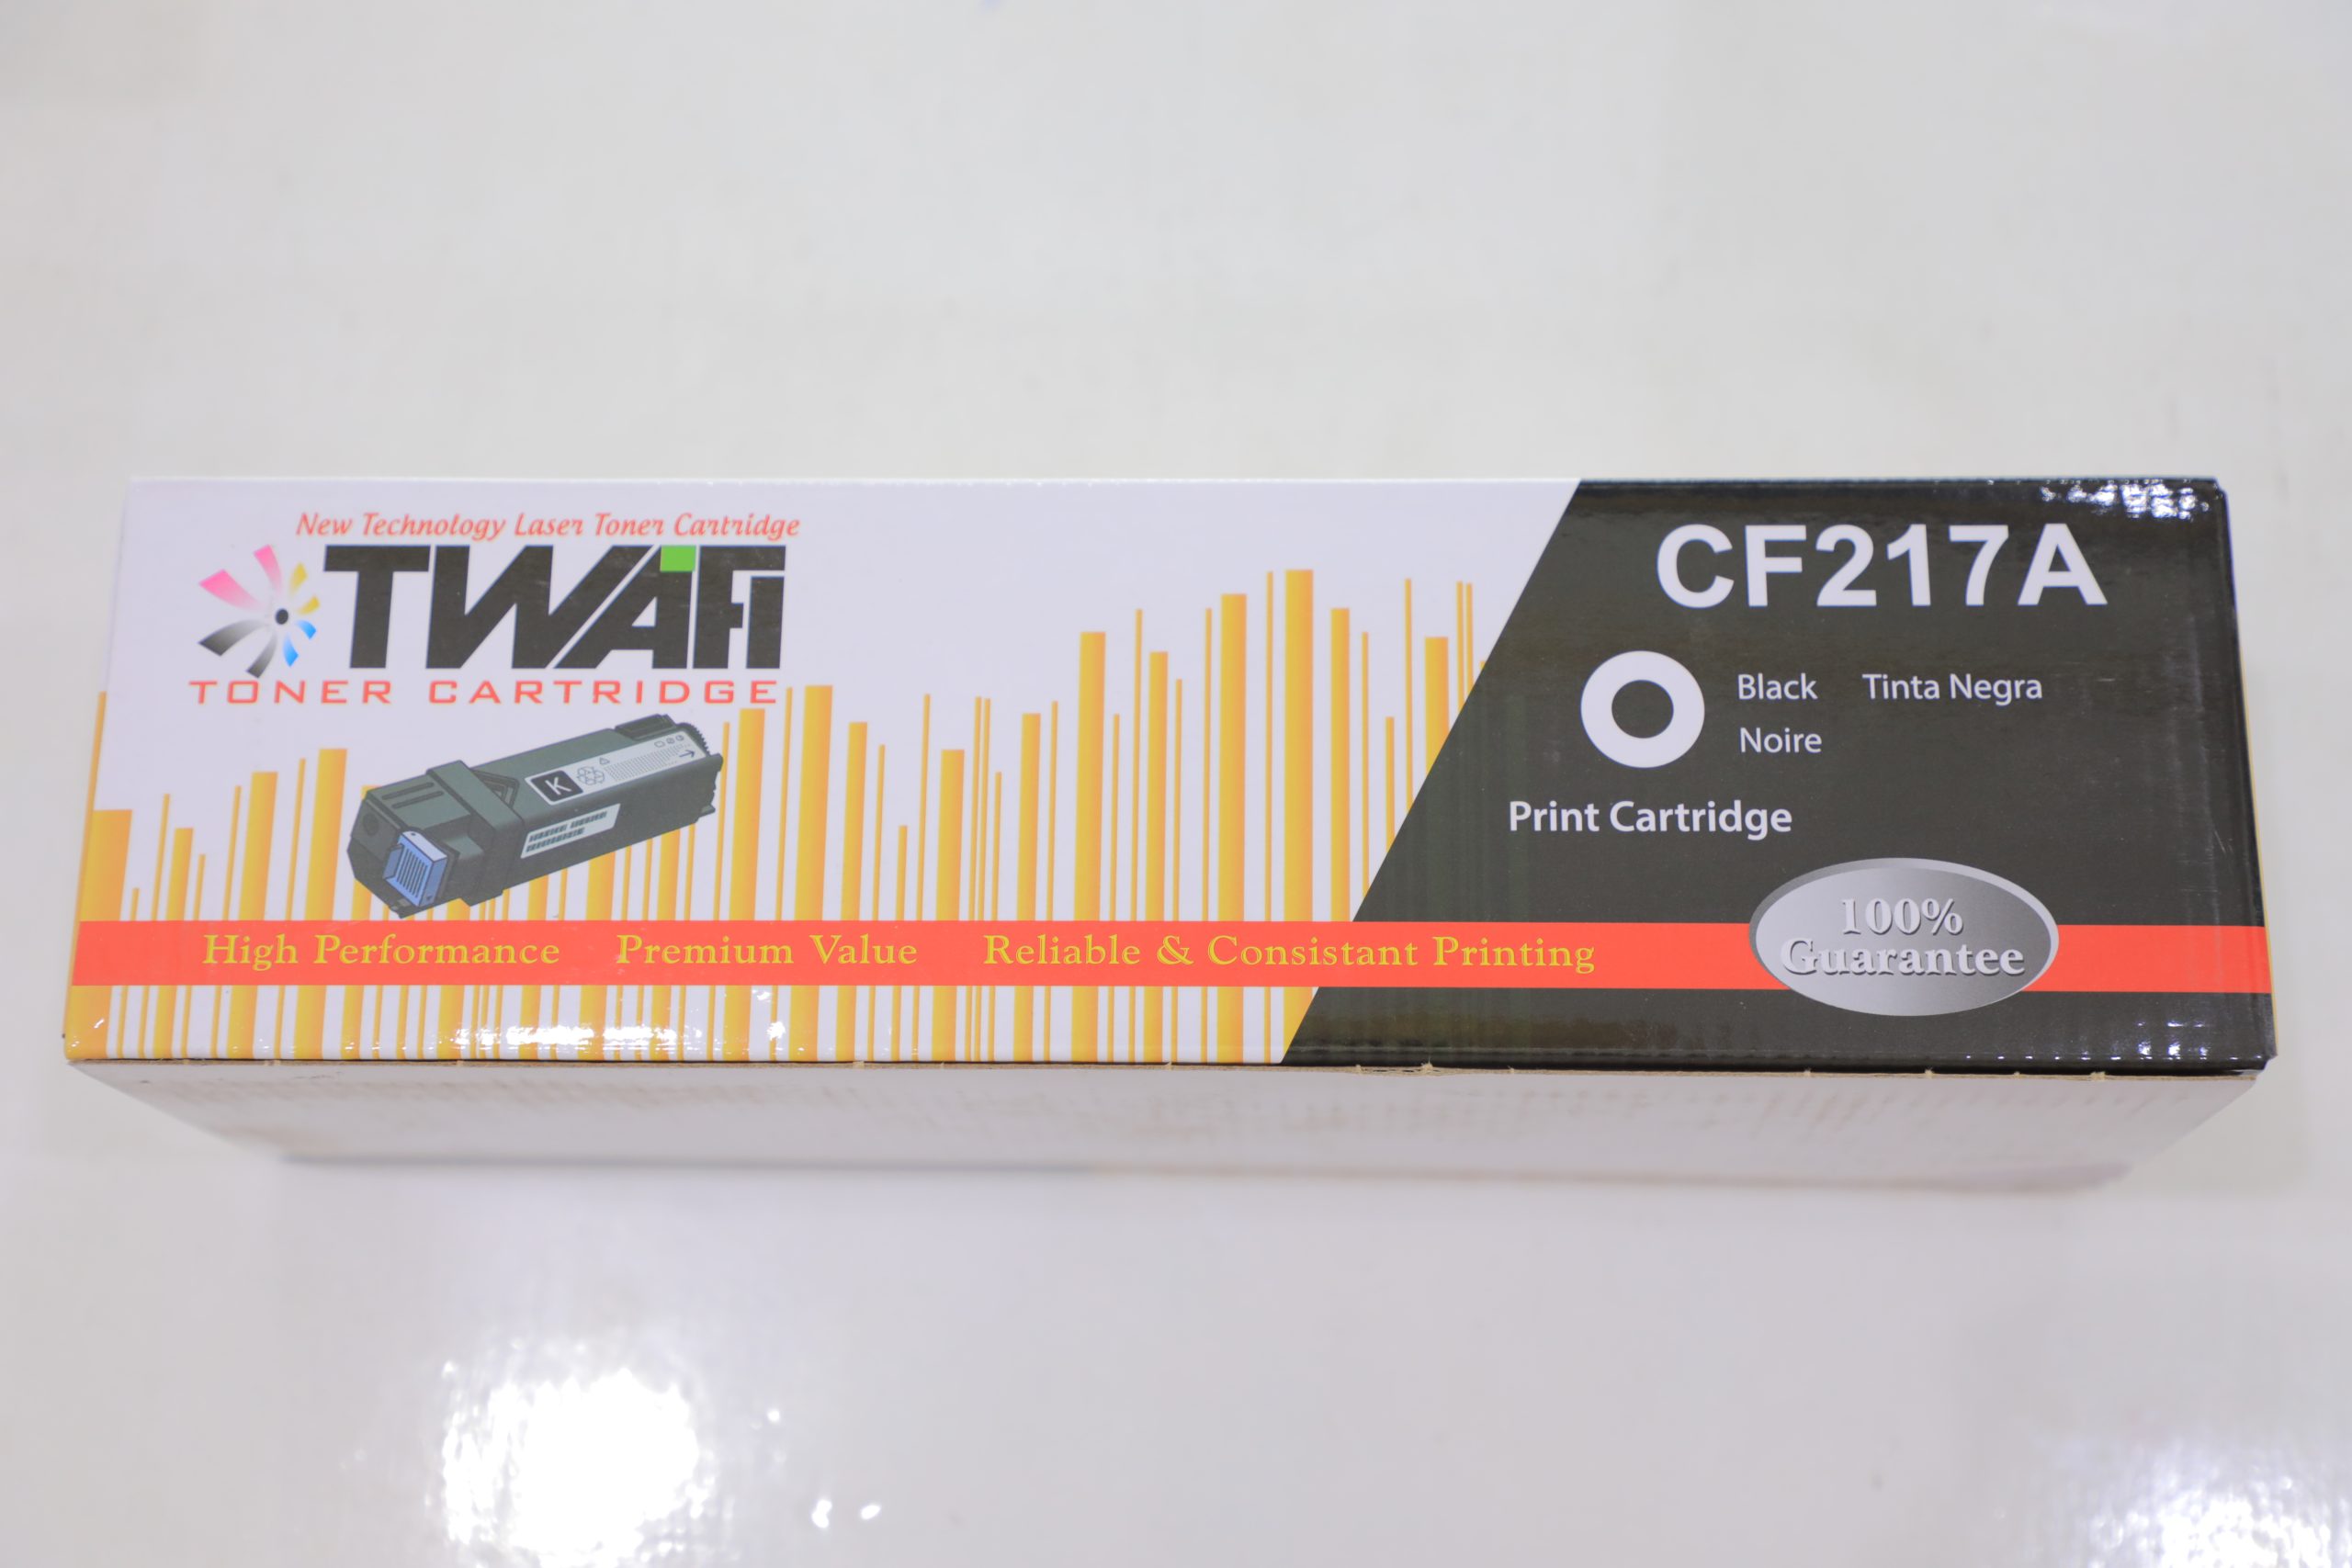 New Technology Laser Toner Cartridge
TWAFi
TONER CARTRIDGE
K
CF217A
Black Tinta Negra
Noire
Print Cartridge
High Performance Premium Value Reliable & Consistant Printing
100%
Guarantee